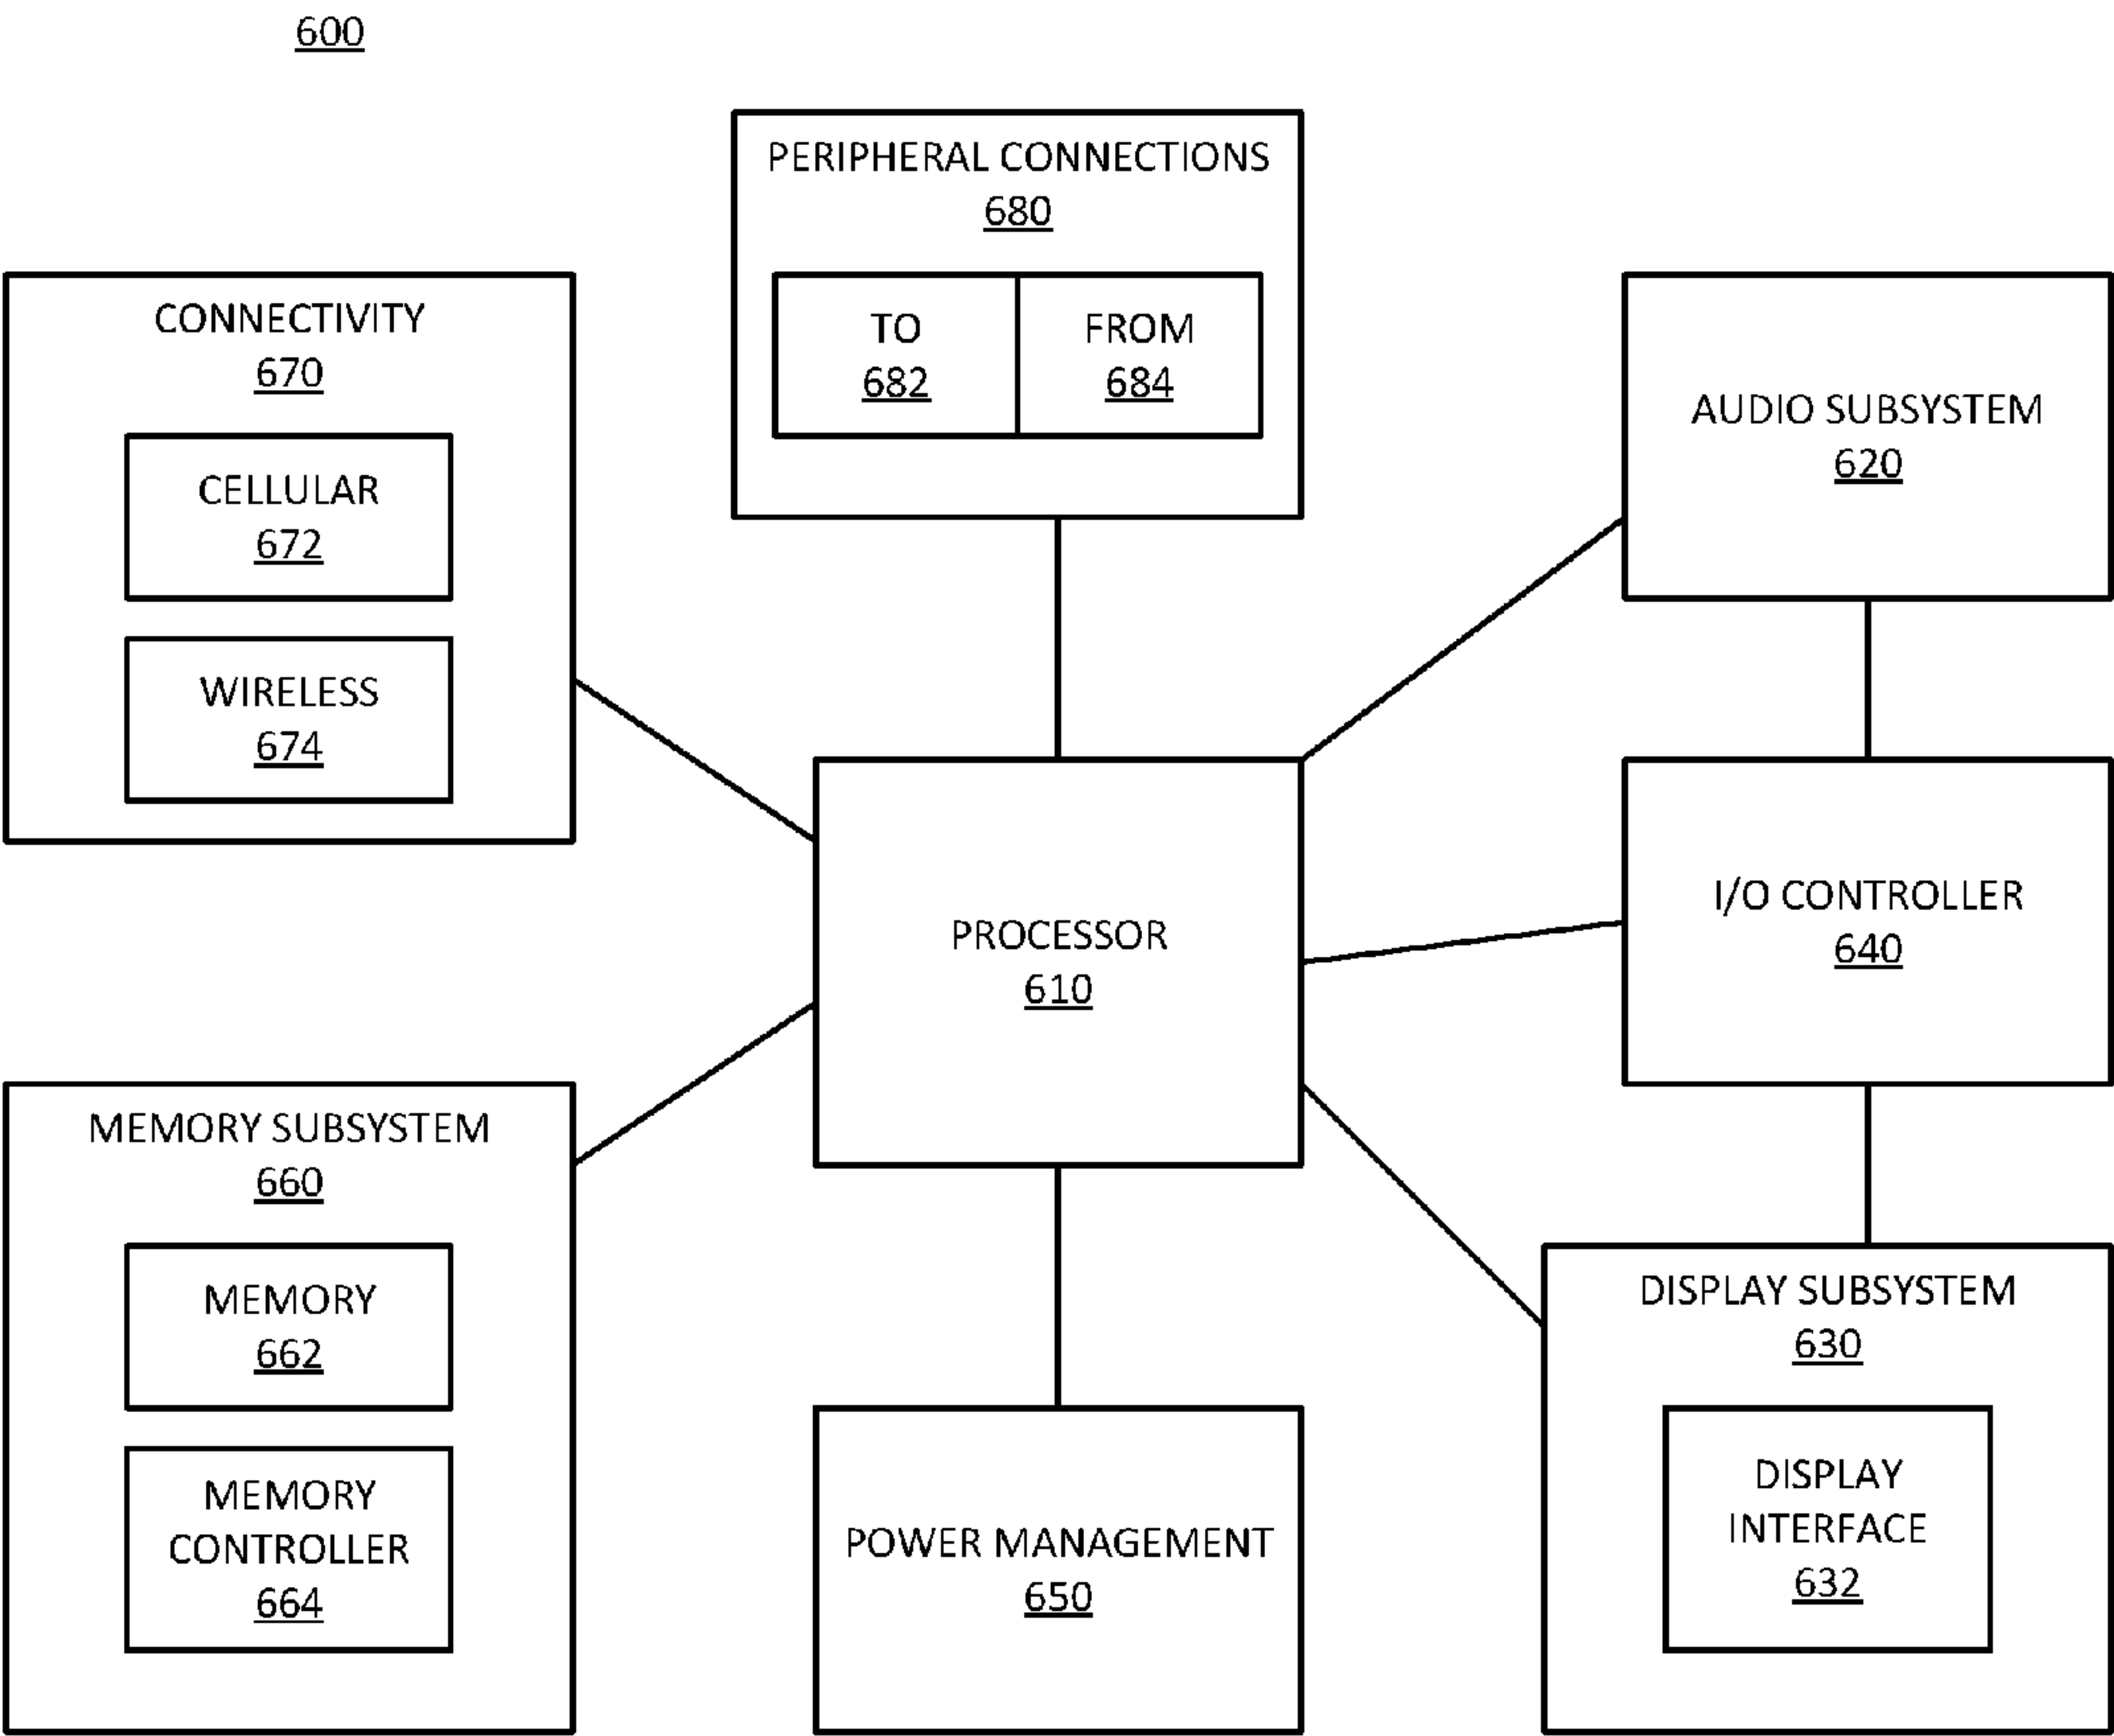 600
PERIPHERAL CONNECTIONS
680
TO
682
FROM
684
CONNECTIVITY
670
CELLULAR
672
WIRELESS
674
AUDIO SUBSYSTEM
620
PROCESSOR
610
I/O CONTROLLER
640
MEMORY SUBSYSTEM
660
MEMORY
662
MEMORY
CONTROLLER
664
POWER MANAGEMENT
650
DISPLAY SUBSYSTEM
630
DISPLAY
INTERFACE
632